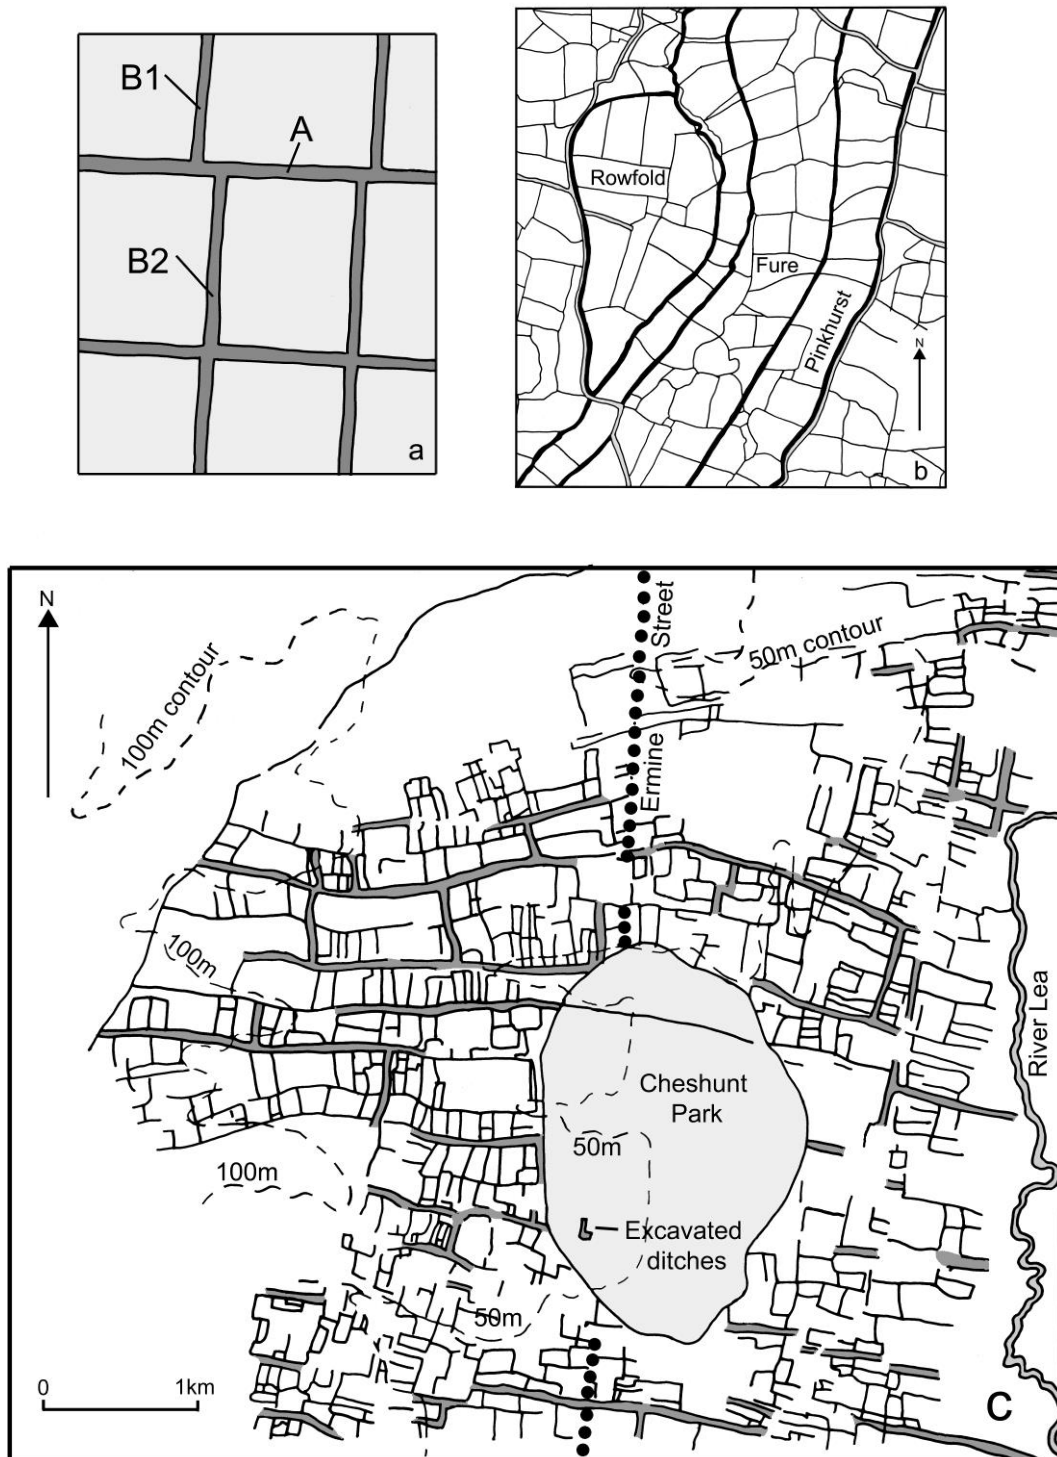 B1
A
B2
a
Rowfold
Fure
Pinkhurst
N
b
N
100m contour
Street
50m contour
Ermine
100m
River Lea
Cheshunt
Park
50m
100m
Excavated
ditches
50m
0 1km
C